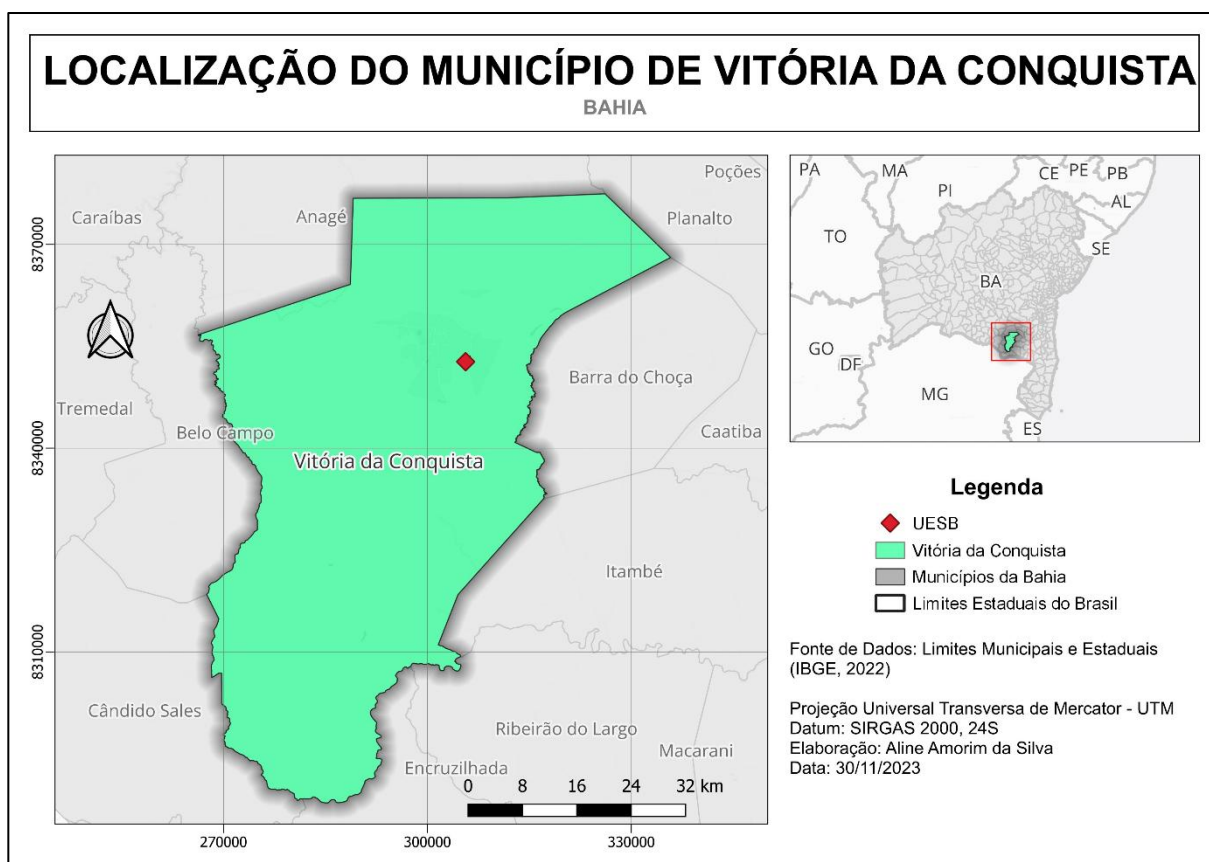 LOCALIZAÇÃO DO MUNICÍPIO DE VITÓRIA DA CONQUISTA
BAHIA
Poções
Caraíbas
Anagé
Planalto
8370000
Barra do Choça
Tremedal
Belo Campo
Caatiba
8340000
Vitória da Conquista
Itambé
8310000
Cândido Sales
Ribeirão do Largo
Macarani
Encruzilhada
0 8 16 24 32 km
270000 300000 330000
PA
MA
PI
CE
PE
PB
AL
TO
SE
BA
GO
DF
MG
ES
Legenda
UESB
Vitória da Conquista
Municípios da Bahia
Limites Estaduais do Brasil
Fonte de Dados: Limites Municipais e Estaduais
(IBGE, 2022)
Projeção Universal Transversa de Mercator - UTM
Datum: SIRGAS 2000, 24S
Elaboração: Aline Amorim da Silva
Data: 30/11/2023